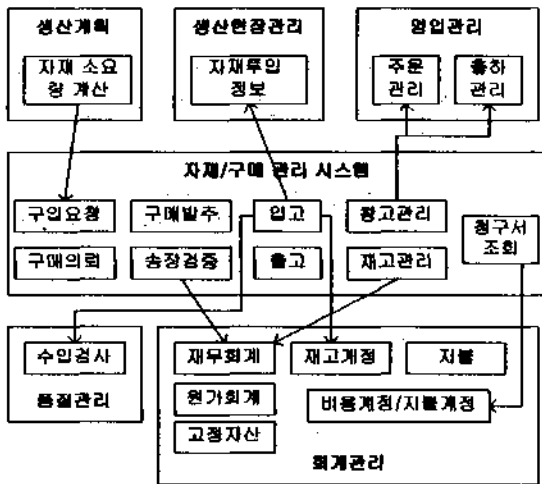 생산계획
생산현장관리
영업관리
자재 소요
량 계산
자재투입
정보
주문
관리
출하
관리
자재/구매 관리 시스템
구입요청
구매발주
입고
창고관리
청구서
조회
구매의뢰
송장검증
출고
재고관리
수입검사
품질관리
재무회계
재고계정
지불
원가회계
비용계정/지불계정
고정자산
회계관리